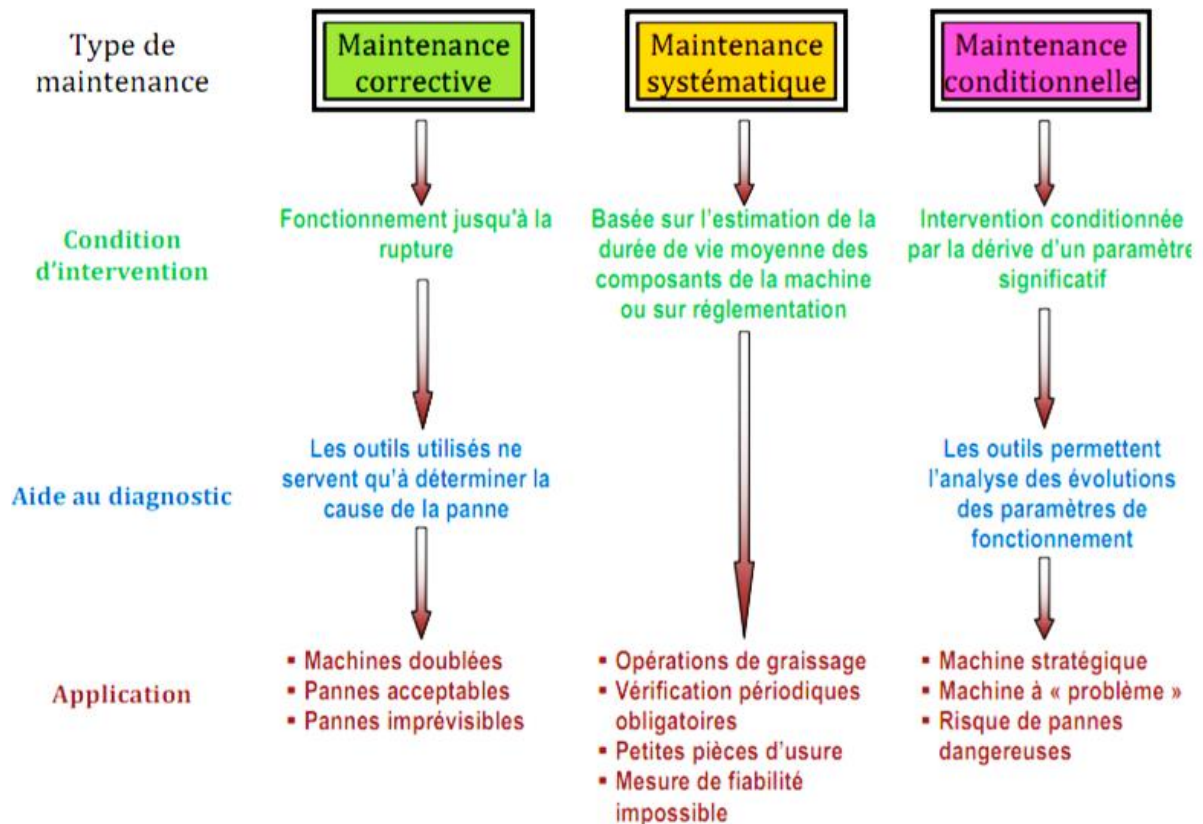 Type de
maintenance
Maintenance
corrective
Maintenance
systématique
Maintenance
conditionnelle
Condition
d'intervention
Fonctionnement jusqu'à la
rupture
Basée sur l'estimation de la
durée de vie moyenne des
composants de la machine
ou sur réglementation
Intervention conditionnée
par la dérive d'un paramètre
significatif
Aide au diagnostic
Les outils utilisés ne
servent qu'à déterminer la
cause de la panne
Les outils permettent
l'analyse des évolutions
des paramètres de
fonctionnement
Application
▪ Machines doublées
▪ Pannes acceptables
▪ Pannes imprévisibles
▪ Opérations de graissage
▪ Vérification périodiques
obligatoires
▪ Petites pièces d'usure
▪ Mesure de fiabilité
impossible
▪ Machine stratégique
▪ Machine à « problème »
▪ Risque de pannes
dangereuses